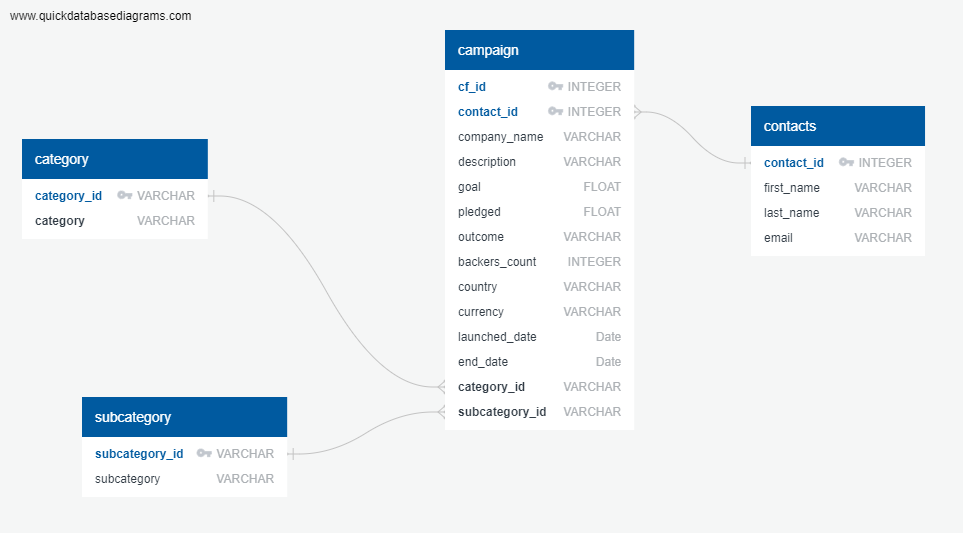 www.quickdatabasediagrams.com
campaign
cf_id INTEGER
contact_id INTEGER
company_name VARCHAR
description VARCHAR
goal FLOAT
pledged FLOAT
outcome VARCHAR
backers_count INTEGER
country VARCHAR
currency VARCHAR
launched_date Date
end_date Date
category_id VARCHAR
subcategory_id VARCHAR
contacts
contact_id INTEGER
first_name VARCHAR
last_name VARCHAR
email VARCHAR
category
category_id VARCHAR
category VARCHAR
subcategory
subcategory_id VARCHAR
subcategory VARCHAR